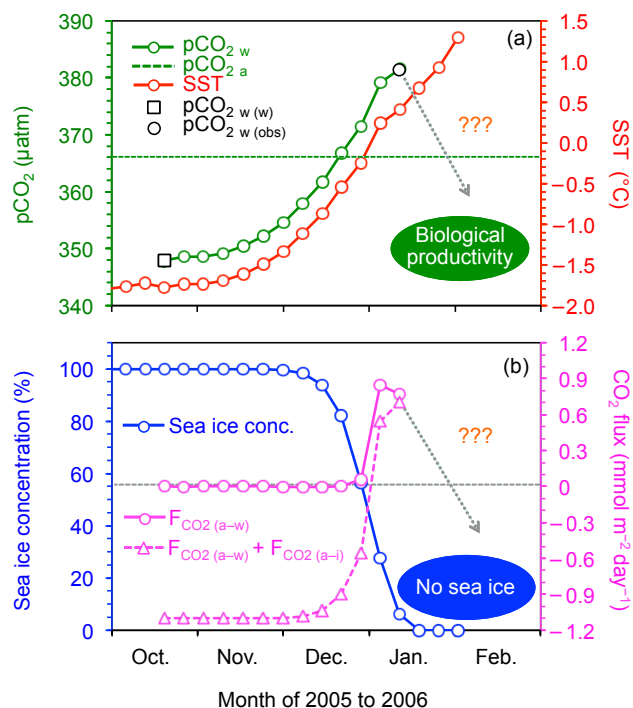 390
380
370
360
350
340
pCO2 (μatm)
pCO2 w
pCO2 a
SST
pCO2 w (w)
pCO2 w (obs)
(a)
???
Biological
productivity
1.5
1.0
0.5
0.0
−0.5
−1.0
−1.5
−2.0
SST (°C)
100
80
60
40
20
0
Sea ice concentration (%)
(b)
Sea ice conc.
???
FCO2 (a–w)
FCO2 (a–w) + FCO2 (a–i)
No sea ice
1.2
0.9
0.6
0.3
0
−0.3
−0.6
−0.9
−1.2
CO2 flux (mmol m−2 day−1)
Oct. Nov. Dec. Jan. Feb.
Month of 2005 to 2006